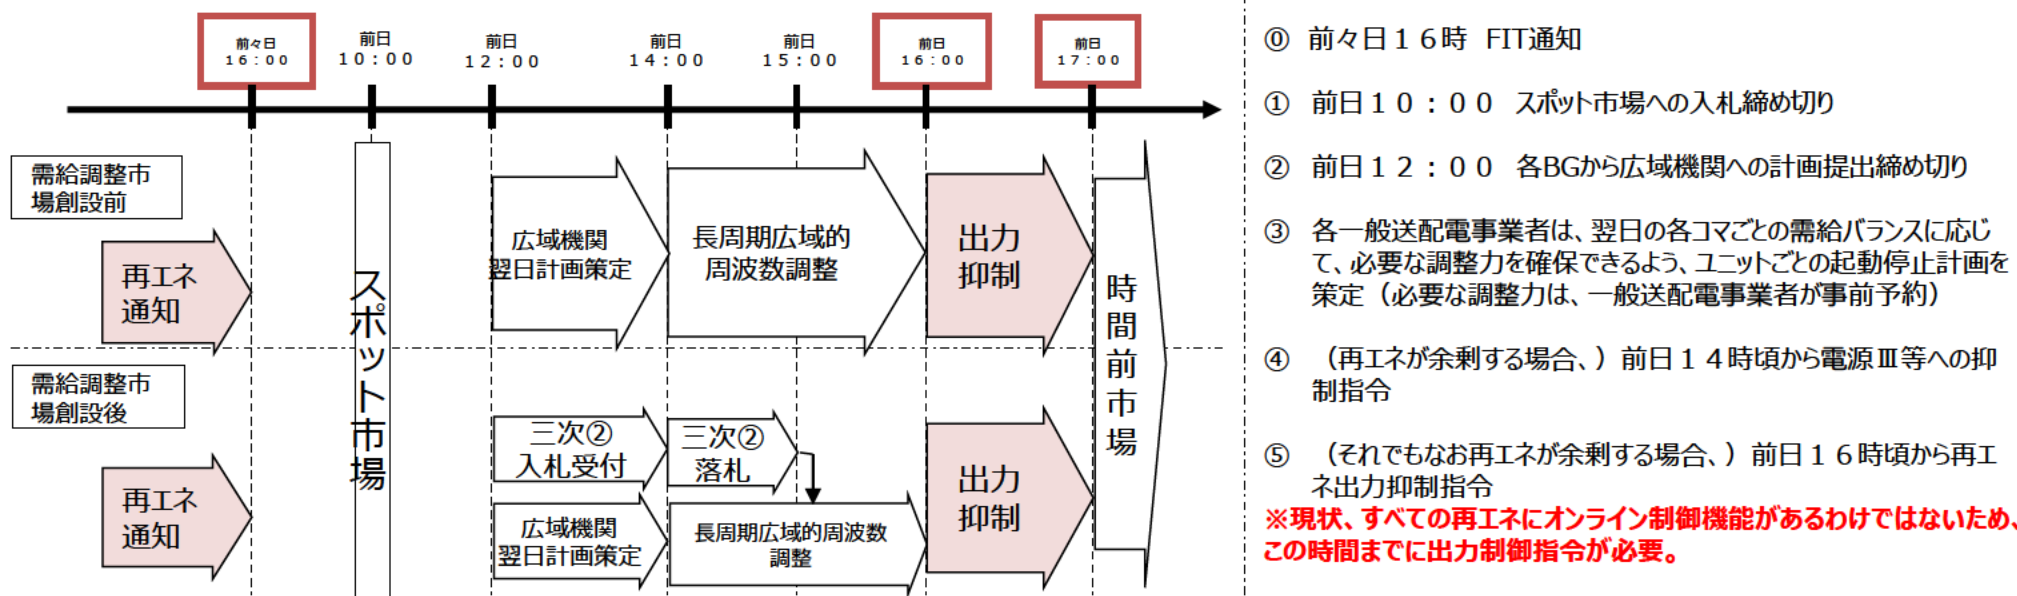 前々日
16:00
前日
10:00
前日
12:00
前日
14:00
前日
15:00
前日
16:00
前日
17:00
需給調整市
場創設前
再エネ
通知
スポット市場
広域機関
翌日計画策定
長周期広域的
周波数調整
出力
抑制
時間前市場
需給調整市
場創設後
再エネ
通知
三次②
入札受付
三次②
落札
広域機関
翌日計画策定
長周期広域的周波数
調整
出力
抑制
⓪ 前々日16時 FIT通知
① 前日10:00 スポット市場への入札締め切り
② 前日12:00 各BGから広域機関への計画提出締め切り
③ 各一般送配電事業者は、翌日の各コマごとの需給バランスに応じ
て、必要な調整力を確保できるよう、ユニットごとの起動停止計画を
策定（必要な調整力は、一般送配電事業者が事前予約）
④ （再エネが余剰する場合、）前日14時頃から電源Ⅲ等への抑
制指令
⑤ （それでもなお再エネが余剰する場合、）前日16時頃から再エ
ネ出力抑制指令
※現状、すべての再エネにオンライン制御機能があるわけではないため、
この時間までに出力制御指令が必要。